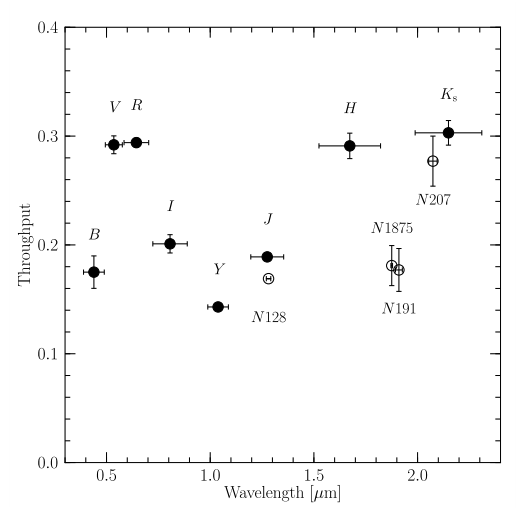 0.4
V R
K_s
H
0.3
N207
I
N1875
J
B
0.2
Y
N191
N128
0.1
0.0
0.5 1.0 1.5 2.0
Wavelength [μm]
Throughput